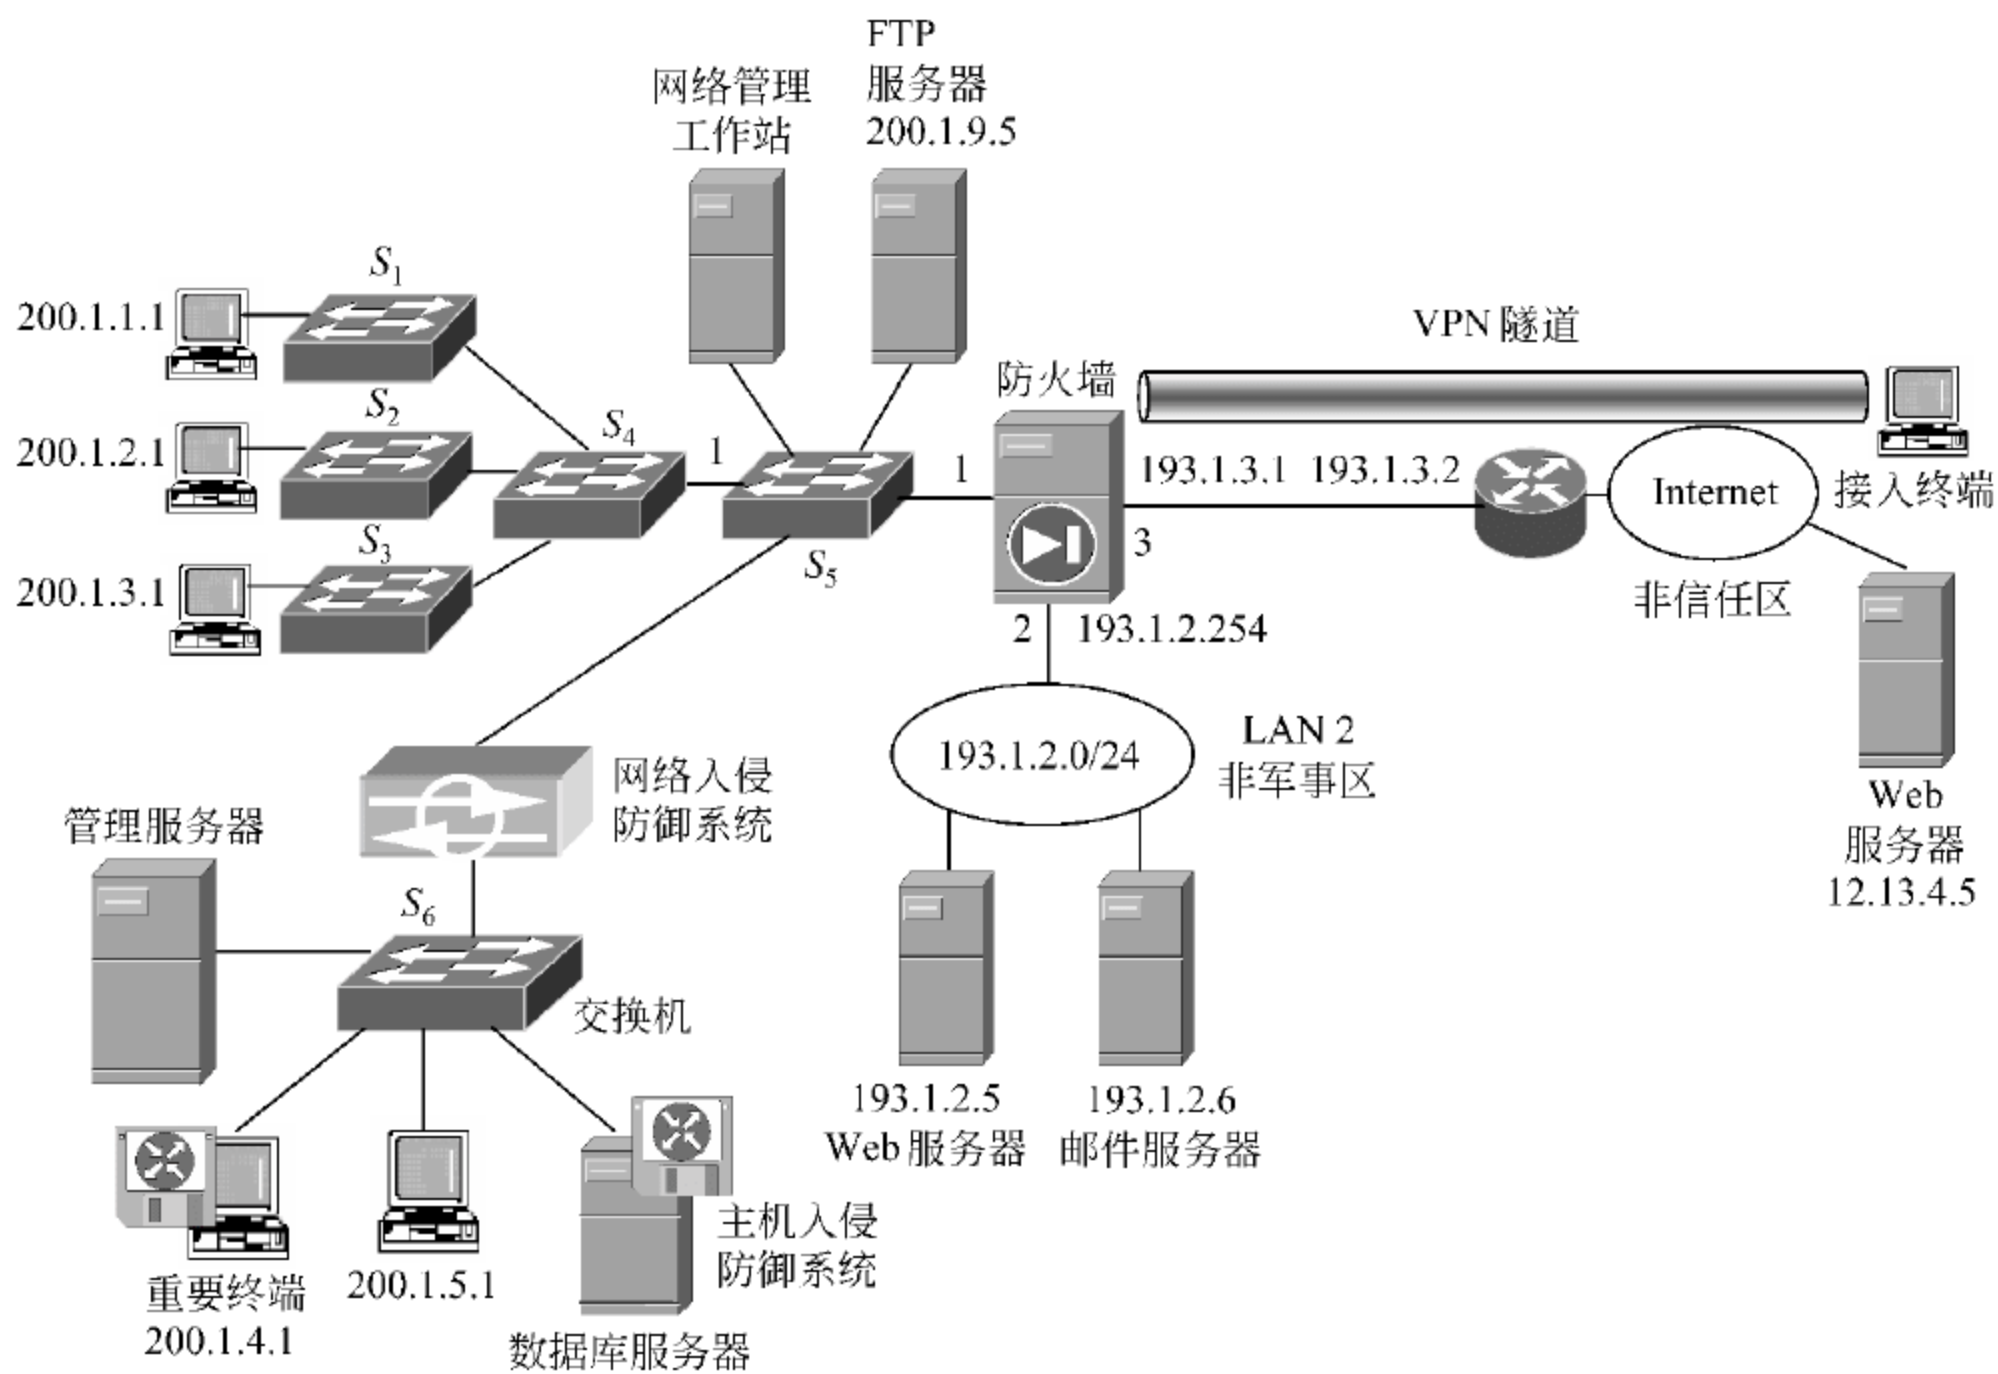 FTP
服务器
200.1.9.5
网络管理
工作站
S1
200.1.1.1
S2
200.1.2.1
S3
200.1.3.1
S4
1
S5
1
防火墙
VPN 隧道
193.1.3.1
193.1.3.2
3
Internet
接入终端
非信任区
2
193.1.2.254
193.1.2.0/24
LAN 2
非军事区
Web
服务器
12.13.4.5
网络入侵
防御系统
管理服务器
S6
交换机
193.1.2.5
Web 服务器
193.1.2.6
邮件服务器
主机入侵
防御系统
重要终端
200.1.4.1
200.1.5.1
数据库服务器